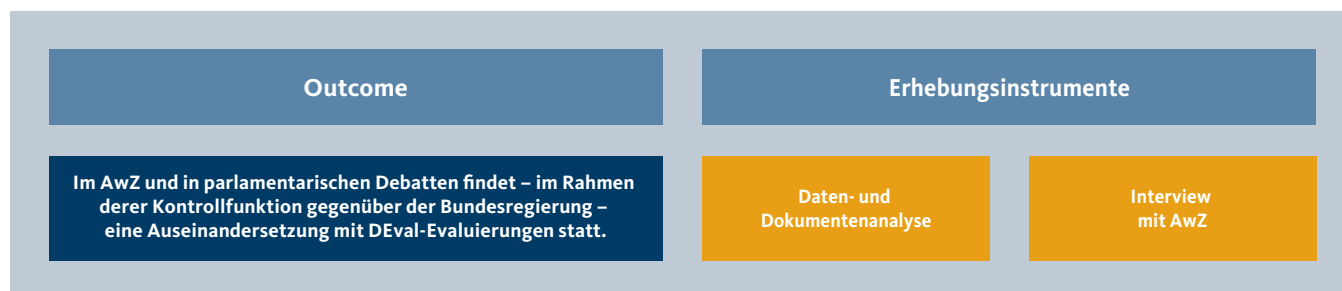 Outcome
Erhebungsinstrumente
Im AwZ und in parlamentarischen Debatten findet – im Rahmen
derer Kontrollfunktion gegenüber der Bundesregierung –
eine Auseinandersetzung mit DEval-Evaluierungen statt.
Daten- und
Dokumentenanalyse
Interview
mit AwZ